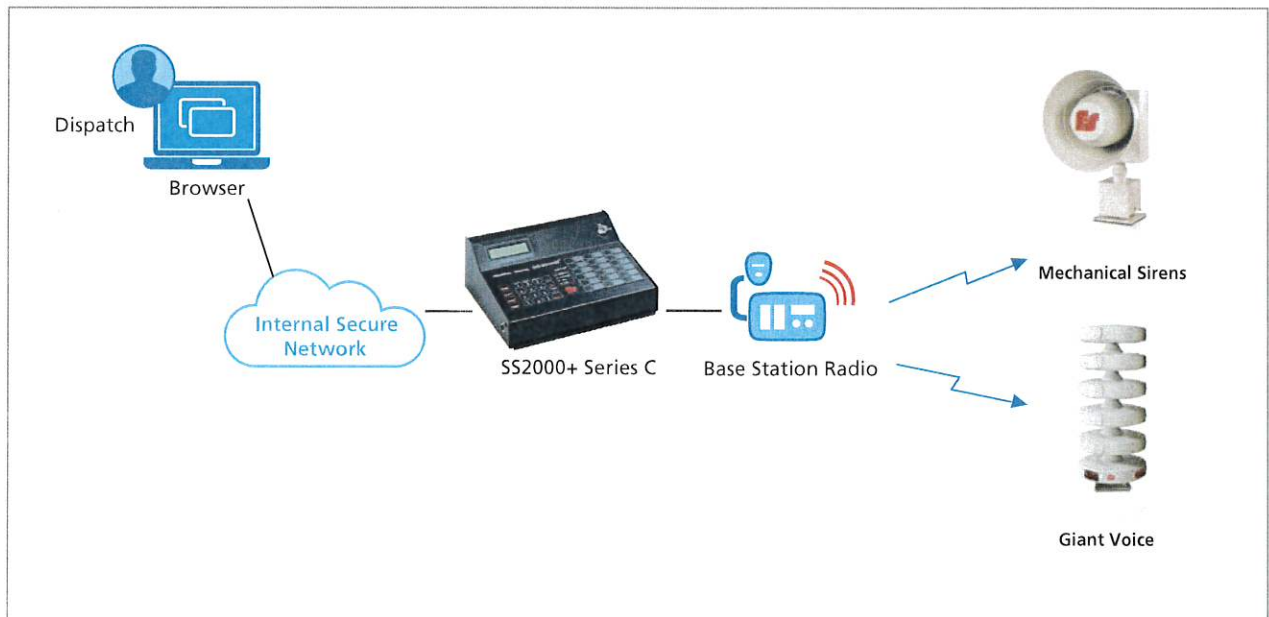 Dispatch
Browser
Internal Secure
Network
SS2000+ Series C
Base Station Radio
Mechanical Sirens
Giant Voice